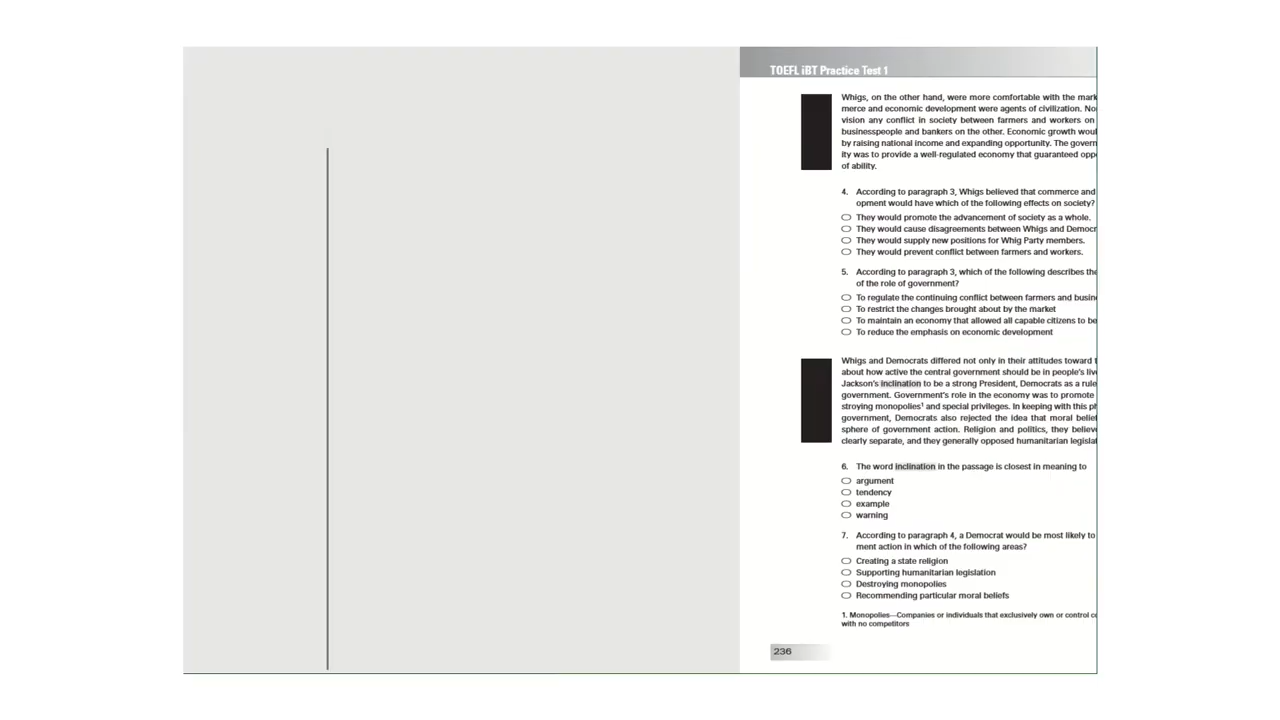 TOEFL iBT Practice Test 1
Whigs, on the other hand, were more comfortable with the mark
merce and economic development were agents of civilization. No
vision any conflict in society between farmers and workers on
businesspeople and bankers on the other. Economic growth woul
by raising national income and expanding opportunity. The govern
ity was to provide a well-regulated economy that guaranteed oppo
of ability.
4. According to paragraph 3, Whigs believed that commerce and
opment would have which of the following effects on society?
They would promote the advancement of society as a whole.
They would cause disagreements between Whigs and Democr
They would supply new positions for Whig Party members.
They would prevent conflict between farmers and workers.
5. According to paragraph 3, which of the following describes the
of the role of government?
To regulate the continuing conflict between farmers and busin
To restrict the changes brought about by the market
To maintain an economy that allowed all capable citizens to be
To reduce the emphasis on economic development
Whigs and Democrats differed not only in their attitudes toward t
about how active the central government should be in people's live
Jackson's inclination to be a strong President, Democrats as a rule
government. Government's role in the economy was to promote
stroying monopolies¹ and special privileges. In keeping with this ph
government, Democrats also rejected the idea that moral belief
sphere of government action. Religion and politics, they believe
clearly separate, and they generally opposed humanitarian legislat
6. The word inclination in the passage is closest in meaning to
argument
tendency
example
warning
7. According to paragraph 4, a Democrat would be most likely to
ment action in which of the following areas?
Creating a state religion
Supporting humanitarian legislation
Destroying monopolies
Recommending particular moral beliefs
1. Monopolies—Companies or individuals that exclusively own or control co
with no competitors
236